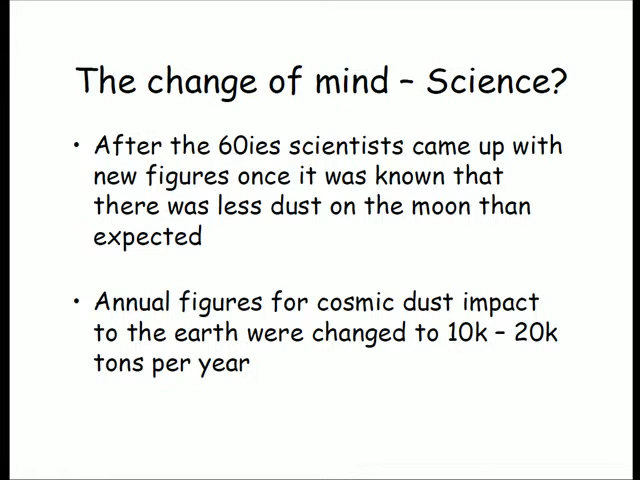 The change of mind – Science?
• After the 60ies scientists came up with
new figures once it was known that
there was less dust on the moon than
expected
• Annual figures for cosmic dust impact
to the earth were changed to 10k – 20k
tons per year